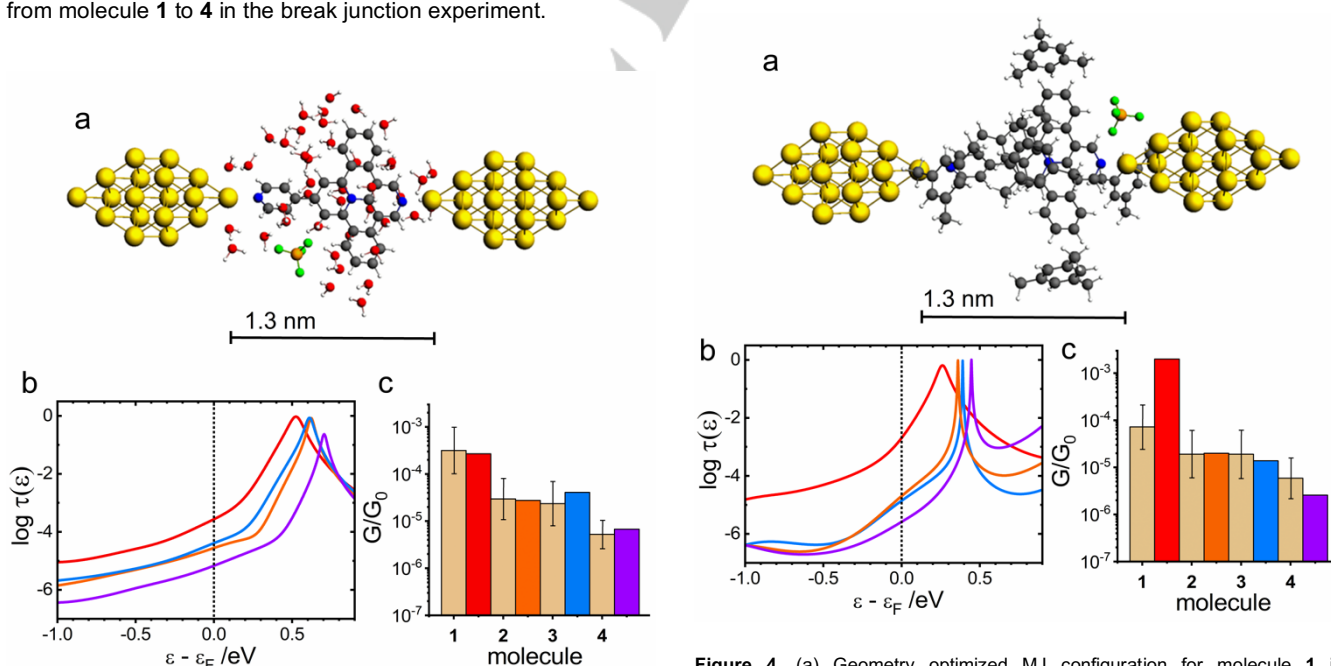 from molecule 1 to 4 in the break junction experiment.
a
1.3 nm
b
0
-2
-4
-6
log τ(ε)
-1.0 -0.5 0.0 0.5
ε - ε_F /eV
c
10⁻³
10⁻⁴
10⁻⁵
10⁻⁶
10⁻⁷
G/G₀
1 2 3 4
molecule
a
1.3 nm
b
0
-2
-4
-6
log τ(ε)
-1.0 -0.5 0.0 0.5
ε - ε_F /eV
c
10⁻³
10⁻⁴
10⁻⁵
10⁻⁶
10⁻⁷
G/G₀
1 2 3 4
molecule
Figure 4. (a) Geometry optimized MJ configuration for molecule 1